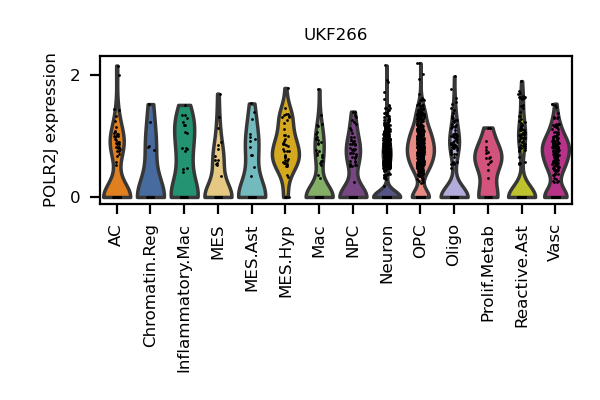 UKF266
POLR2J expression
2
0
AC
Chromatin.Reg
Inflammatory.Mac
MES
MES.Ast
MES.Hyp
Mac
NPC
Neuron
OPC
Oligo
Prolif.Metab
Reactive.Ast
Vasc